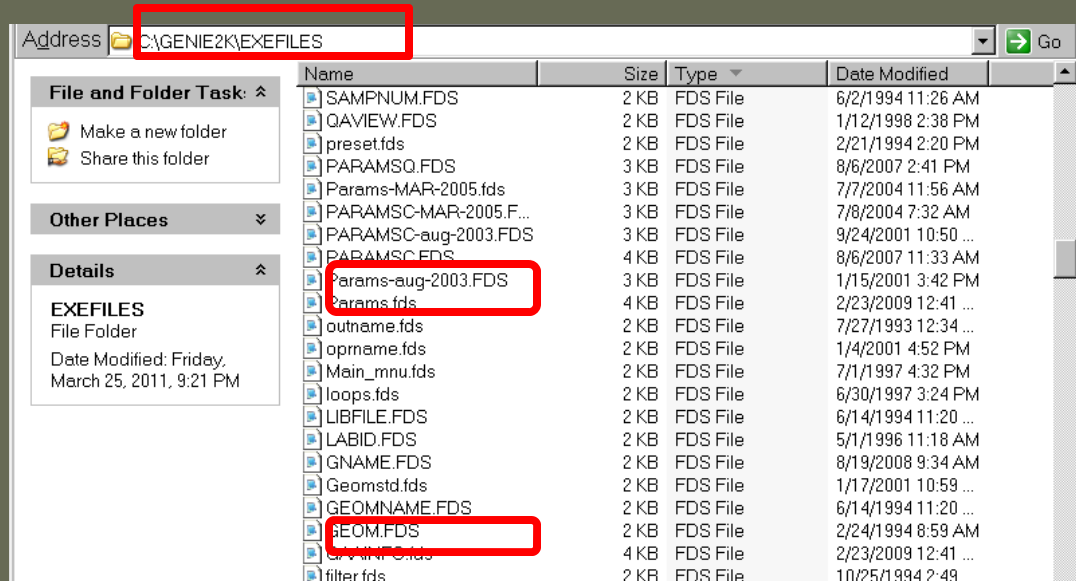 Address C:\GENIE2K\EXEFILES Go
File and Folder Tasks
Make a new folder
Share this folder
Other Places
Details
EXEFILES
File Folder
Date Modified: Friday,
March 25, 2011, 9:21 PM
Name Size Type Date Modified
SAMPNUM.FDS 2 KB FDS File 6/2/1994 11:26 AM
QAVIEW.FDS 2 KB FDS File 1/12/1998 2:38 PM
preset.fds 2 KB FDS File 2/21/1994 2:20 PM
PARAMSQ.FDS 3 KB FDS File 8/6/2007 2:41 PM
Params-MAR-2005.fds 3 KB FDS File 7/7/2004 11:56 AM
PARAMSC-MAR-2005.F... 3 KB FDS File 7/8/2004 7:32 AM
PARAMSC-aug-2003.FDS 3 KB FDS File 9/24/2001 10:50 ...
PARAMSC.FDS 4 KB FDS File 8/6/2007 11:33 AM
Params-aug-2003.FDS 3 KB FDS File 1/15/2001 3:42 PM
Params.fds 4 KB FDS File 2/23/2009 12:41 ...
outname.fds 2 KB FDS File 7/27/1993 12:34 ...
oprname.fds 2 KB FDS File 1/4/2001 4:52 PM
Main_mnu.fds 2 KB FDS File 7/1/1997 4:32 PM
loops.fds 2 KB FDS File 6/30/1997 3:24 PM
LIBFILE.FDS 2 KB FDS File 6/14/1994 11:20 ...
LABID.FDS 2 KB FDS File 5/1/1996 11:18 AM
GNAME.FDS 2 KB FDS File 8/19/2008 9:34 AM
Geomstd.fds 2 KB FDS File 1/17/2001 10:59 ...
GEOMNAME.FDS 2 KB FDS File 6/14/1994 11:20 ...
GEOM.FDS 2 KB FDS File 2/24/1994 8:59 AM
4 KB FDS File 2/23/2009 12:41 ...
filter.fds 2 KB FDS File 10/25/1994 2:49